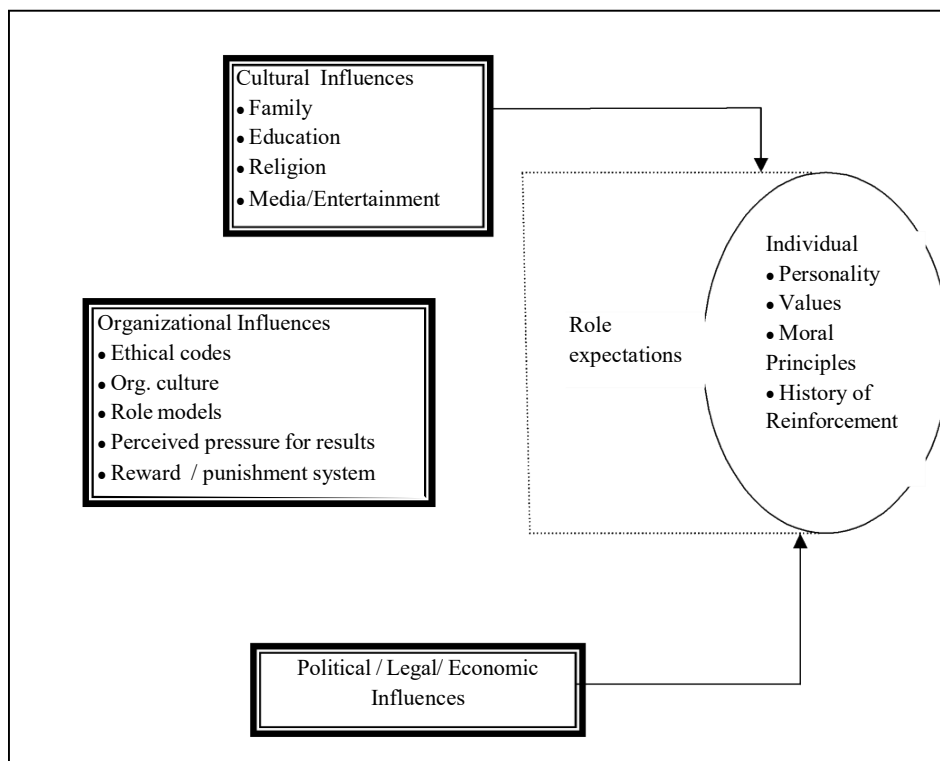 Cultural Influences
• Family
• Education
• Religion
• Media/Entertainment
Organizational Influences
• Ethical codes
• Org. culture
• Role models
• Perceived pressure for results
• Reward / punishment system
Role
expectations
Individual
• Personality
• Values
• Moral
Principles
• History of
Reinforcement
Political / Legal/ Economic
Influences